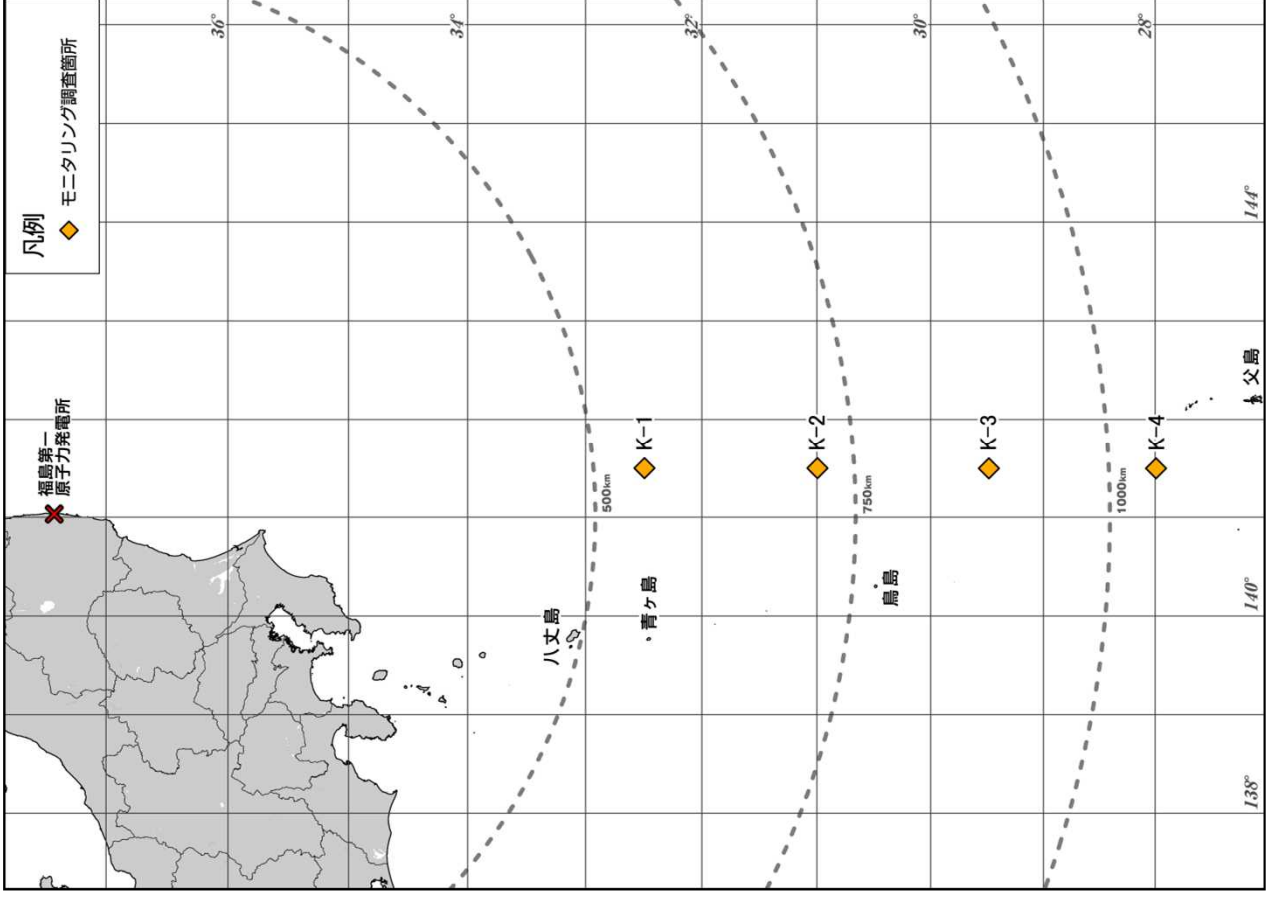 凡例
モニタリング調査箇所
福島第一
原子力発電所
36°
34°
32°
30°
28°
八丈島
500km
青ヶ島
K-1
K-2
750km
鳥島
K-3
1000km
K-4
父島
138°
140°
144°